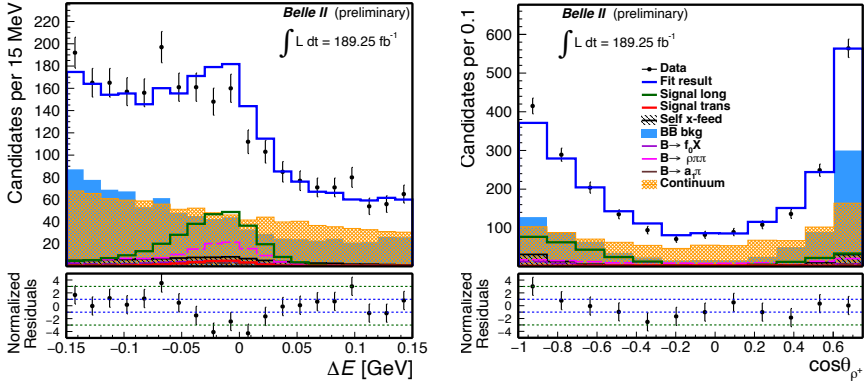 Belle II (preliminary)
∫ L dt = 189.25 fb⁻¹
Candidates per 15 MeV
220
200
180
160
140
120
100
80
60
40
20
Normalized Residuals
4
2
0
−2
−4
−0.15 −0.1 −0.05 0 0.05 0.1 0.15
ΔE [GeV]
Belle II (preliminary)
∫ L dt = 189.25 fb⁻¹
Candidates per 0.1
600
500
400
300
200
100
Data
Fit result
Signal long
Signal trans
Self x-feed
BB̄ bkg
B→ f₀X
B→ ρππ
B→ a₁π
Continuum
Normalized Residuals
4
2
0
−2
−4
−1 −0.8 −0.6 −0.4 −0.2 0 0.2 0.4 0.6 0.8
cosθρ⁺